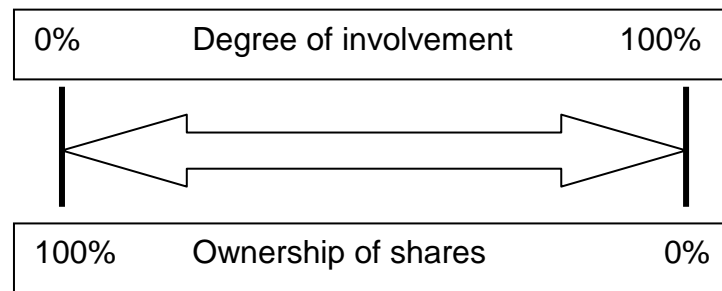 0% Degree of involvement 100%
100% Ownership of shares 0%